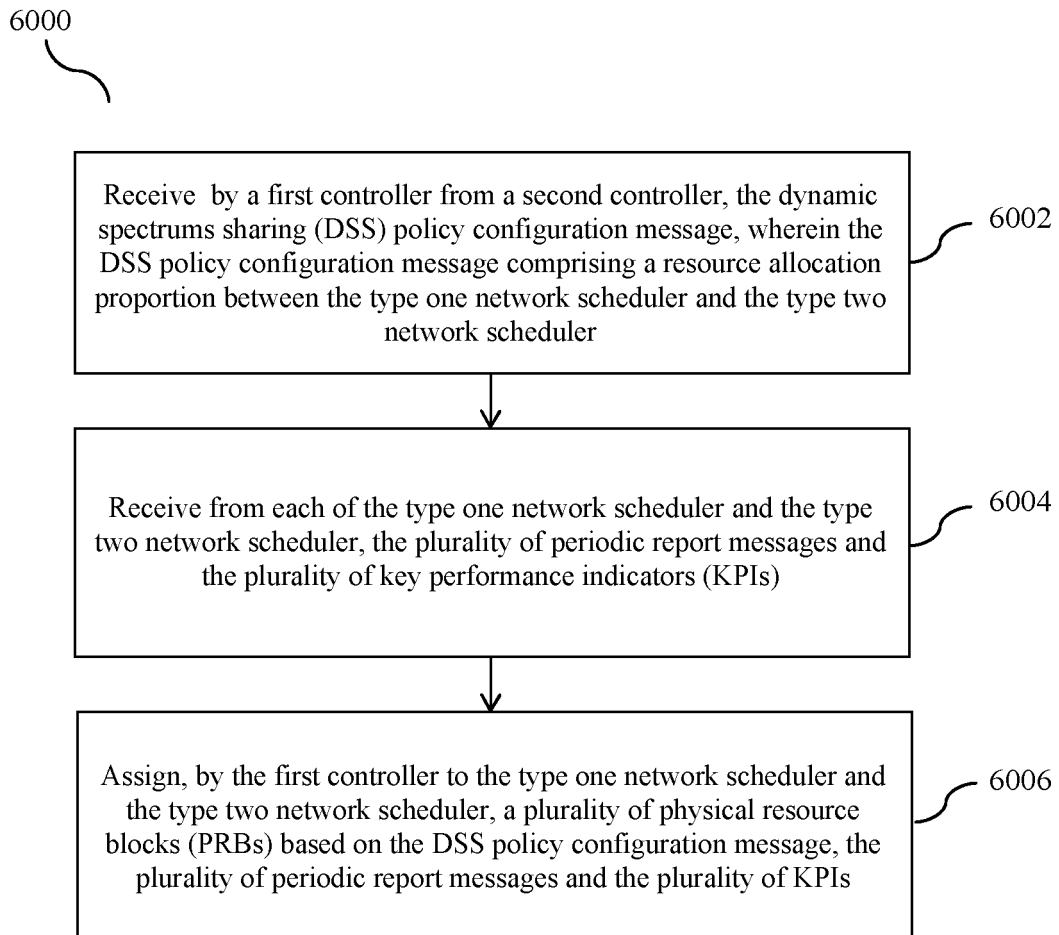 6000
Receive by a first controller from a second controller, the dynamic
spectrums sharing (DSS) policy configuration message, wherein the
DSS policy configuration message comprising a resource allocation
proportion between the type one network scheduler and the type two
network scheduler
6002
Receive from each of the type one network scheduler and the type
two network scheduler, the plurality of periodic report messages and
the plurality of key performance indicators (KPIs)
6004
Assign, by the first controller to the type one network scheduler and
the type two network scheduler, a plurality of physical resource
blocks (PRBs) based on the DSS policy configuration message, the
plurality of periodic report messages and the plurality of KPIs
6006